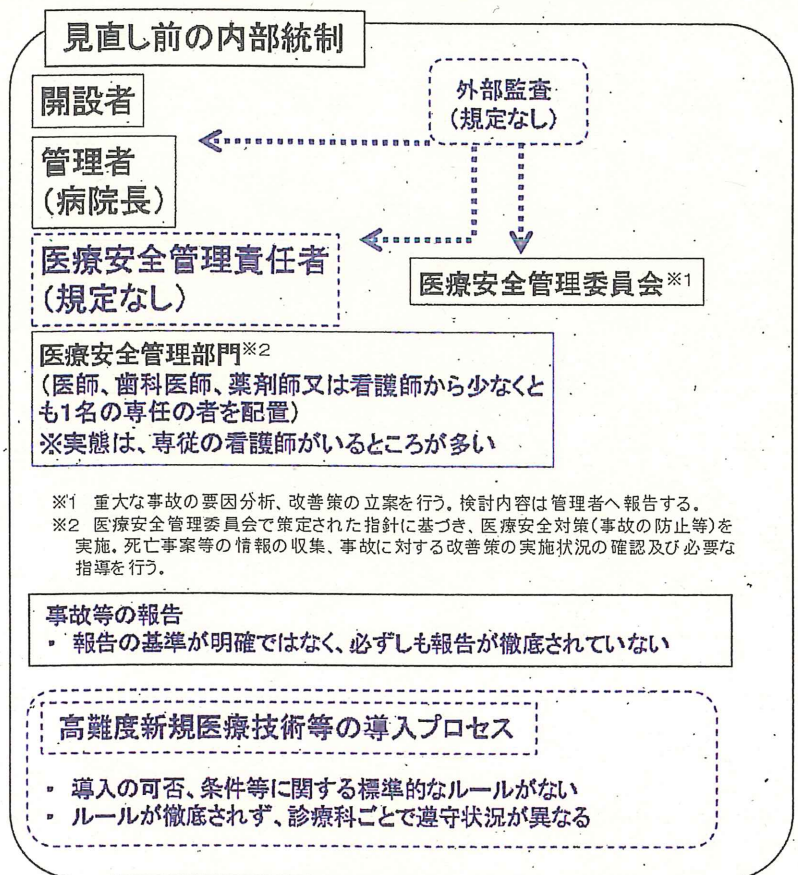 見直し前の内部統制
開設者
外部監査
(規定なし)
管理者
(病院長)
医療安全管理責任者
(規定なし)
医療安全管理委員会※1
医療安全管理部門※2
(医師、歯科医師、薬剤師又は看護師から少なくと
も1名の専任の者を配置)
※実態は、専従の看護師がいるところが多い
※1 重大な事故の要因分析、改善策の立案を行う。検討内容は管理者へ報告する。
※2 医療安全管理委員会で策定された指針に基づき、医療安全対策(事故の防止等)を
実施。死亡事案等の情報の収集、事故に対する改善策の実施状況の確認及び必要な
指導を行う。
事故等の報告
・ 報告の基準が明確ではなく、必ずしも報告が徹底されていない
高難度新規医療技術等の導入プロセス
・ 導入の可否、条件等に関する標準的なルールがない
・ ルールが徹底されず、診療科ごとで遵守状況が異なる